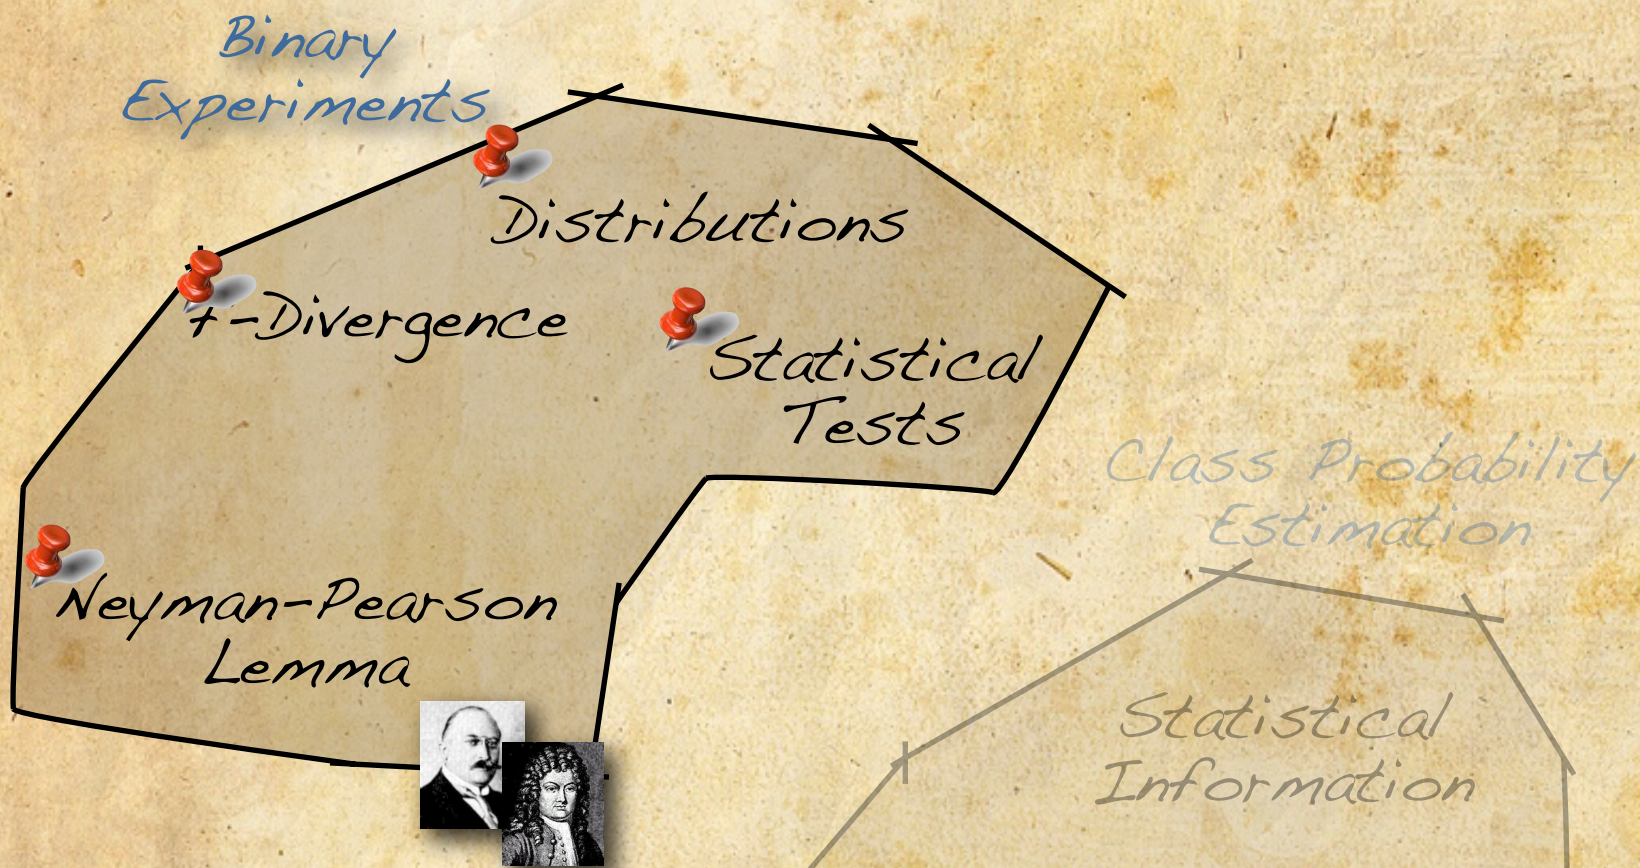 Binary
Experiments
Distributions
f-Divergence
Statistical
Tests
Neyman-Pearson
Lemma
Class Probability
Estimation
Statistical
Information